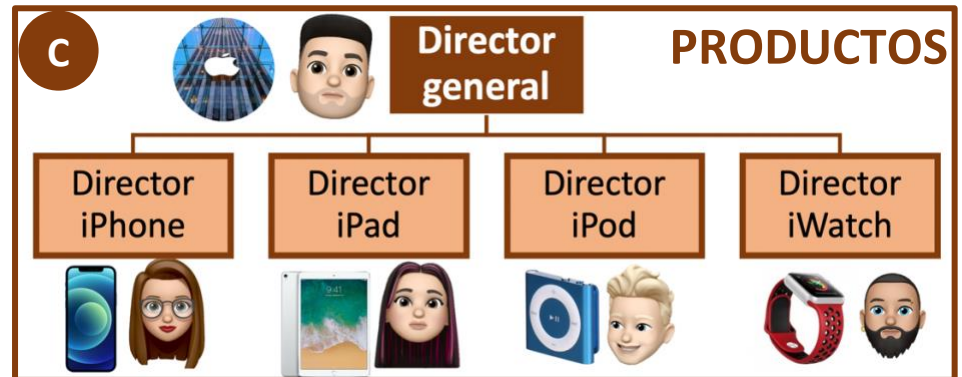 C
PRODUCTOS
Director
general
Director
iPhone
Director
iPad
Director
iPod
Director
iWatch